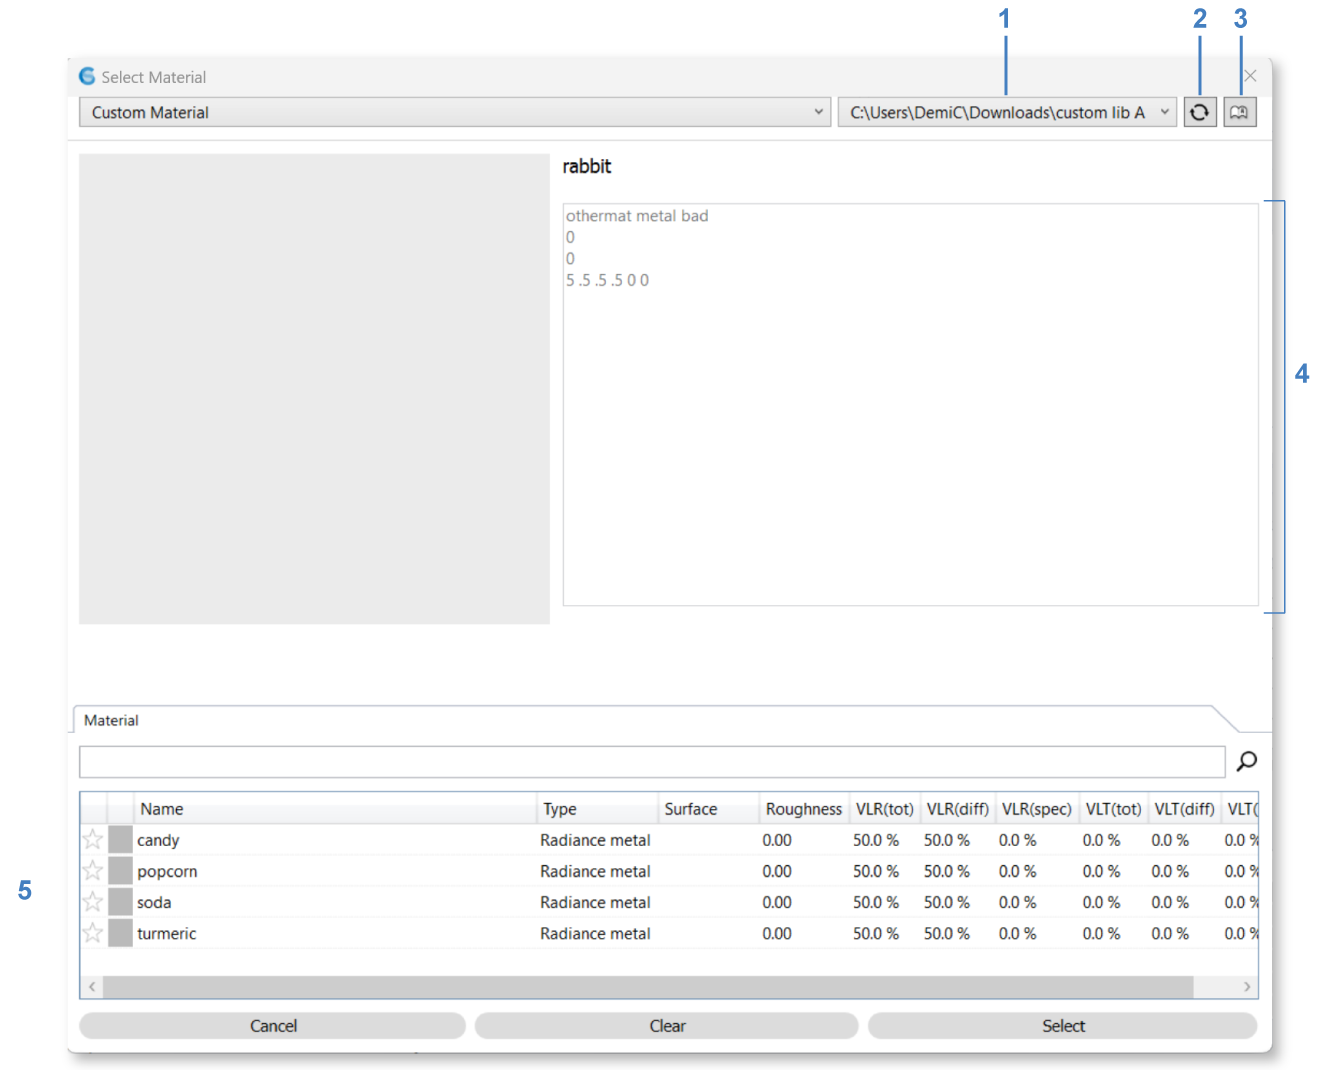 1 2 3
Select Material
Custom Material
C:\Users\DemiC\Downloads\custom lib A
rabbit
othermat metal bad
0
0
5 .5 .5 .5 0 0
4
Material
Name Type Surface Roughness VLR(tot) VLR(diff) VLR(spec) VLT(tot) VLT(diff) VLT(
candy Radiance metal 0.00 50.0 % 50.0 % 0.0 % 0.0 % 0.0 % 0.0 %
popcorn Radiance metal 0.00 50.0 % 50.0 % 0.0 % 0.0 % 0.0 % 0.0 %
5
soda Radiance metal 0.00 50.0 % 50.0 % 0.0 % 0.0 % 0.0 % 0.0 %
turmeric Radiance metal 0.00 50.0 % 50.0 % 0.0 % 0.0 % 0.0 % 0.0 %
Cancel Clear Select